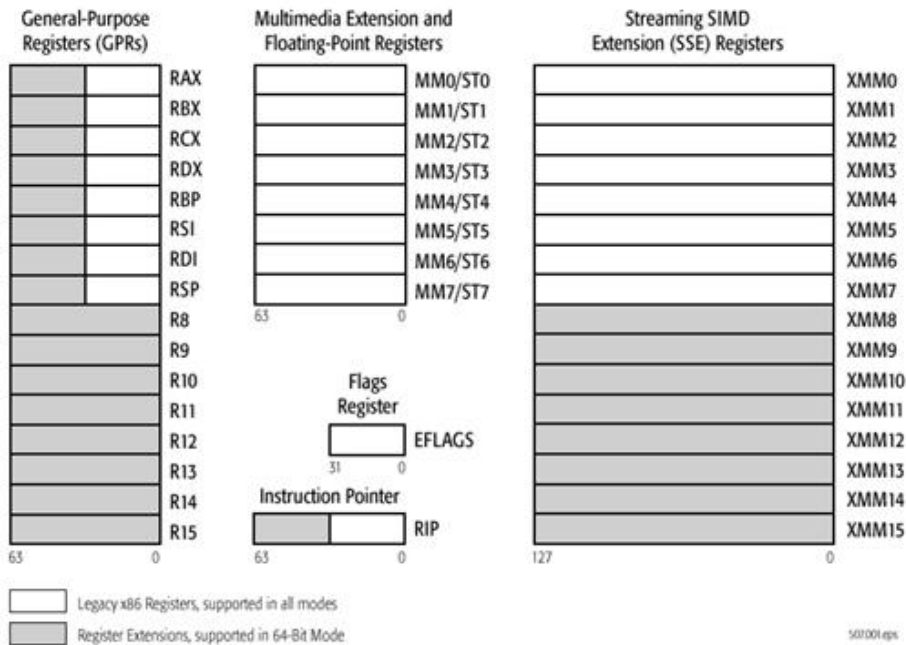 General-Purpose
Registers (GPRs)
RAX
RBX
RCX
RDX
RBP
RSI
RDI
RSP
R8
R9
R10
R11
R12
R13
R14
R15
63 0
Multimedia Extension and
Floating-Point Registers
MM0/ST0
MM1/ST1
MM2/ST2
MM3/ST3
MM4/ST4
MM5/ST5
MM6/ST6
MM7/ST7
63 0
Flags
Register
EFLAGS
31 0
Instruction Pointer
RIP
63 0
Streaming SIMD
Extension (SSE) Registers
XMM0
XMM1
XMM2
XMM3
XMM4
XMM5
XMM6
XMM7
XMM8
XMM9
XMM10
XMM11
XMM12
XMM13
XMM14
XMM15
127 0
Legacy x86 Registers, supported in all modes
Register Extensions, supported in 64-Bit Mode
507.001.eps